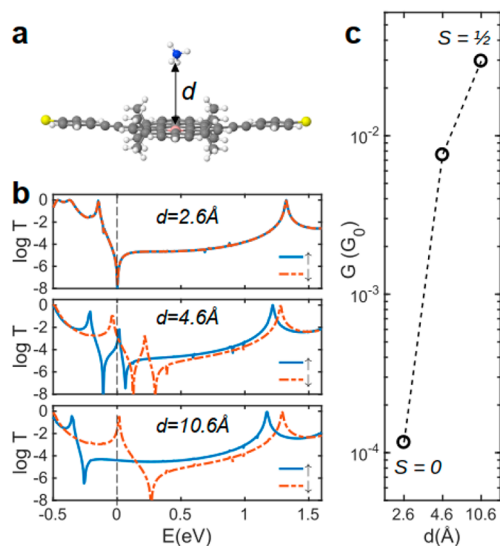 a
d
b
log T
0
-2
-4
-6
-8
d=2.6Å
↑
↓
log T
0
-2
-4
-8
d=4.6Å
↑
↓
log T
0
-2
-4
-6
-8
d=10.6Å
↑
↓
-0.5 0 0.5 1 1.5
E(eV)
c
S = ½
G (G₀)
10⁻²
10⁻³
10⁻⁴
S = 0
2.6 4.6 10.6
d(Å)